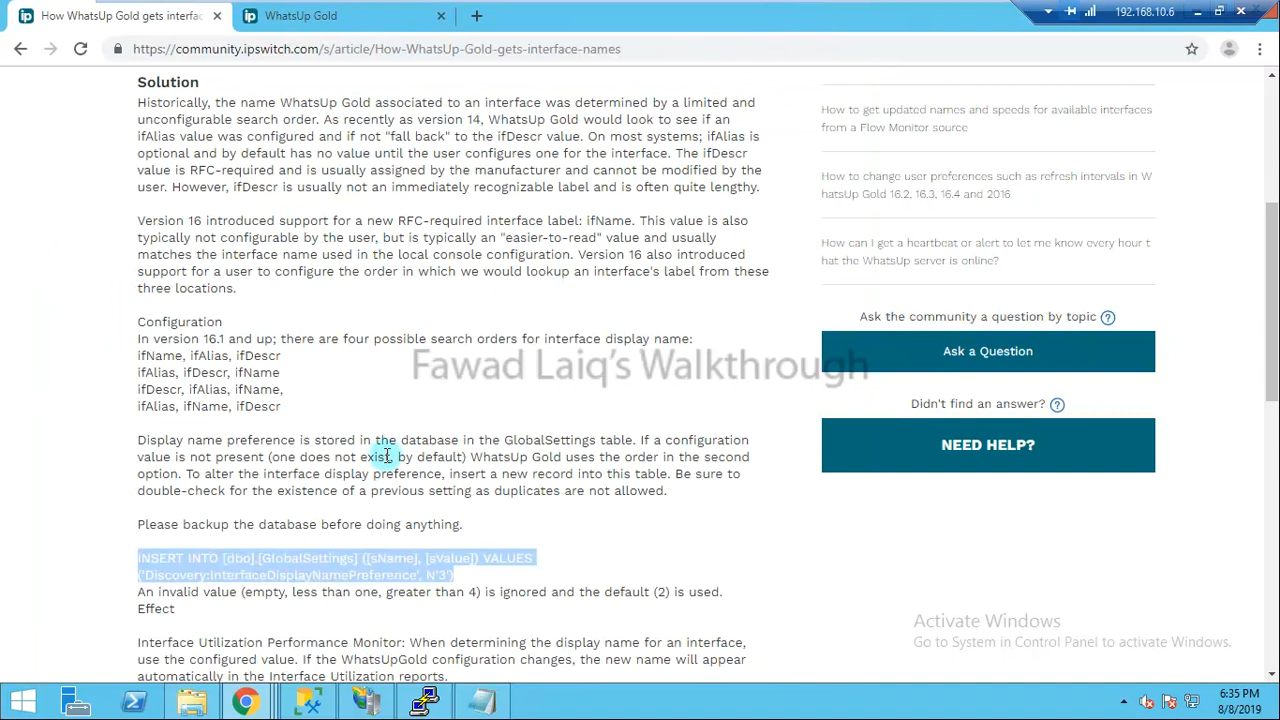 How WhatsUp Gold gets interfac
WhatsUp Gold
192.168.10.6
https://community.ipswitch.com/s/article/How-WhatsUp-Gold-gets-interface-names
Solution
Historically, the name WhatsUp Gold associated to an interface was determined by a limited and
unconfigurable search order. As recently as version 14, WhatsUp Gold would look to see if an
ifAlias value was configured and if not "fall back" to the ifDescr value. On most systems; ifAlias is
optional and by default has no value until the user configures one for the interface. The ifDescr
value is RFC-required and is usually assigned by the manufacturer and cannot be modified by the
user. However, ifDescr is usually not an immediately recognizable label and is often quite lengthy.
Version 16 introduced support for a new RFC-required interface label: ifName. This value is also
typically not configurable by the user, but is typically an "easier-to-read" value and usually
matches the interface name used in the local console configuration. Version 16 also introduced
support for a user to configure the order in which we would lookup an interface's label from these
three locations.
Configuration
In version 16.1 and up; there are four possible search orders for interface display name:
ifName, ifAlias, ifDescr
ifAlias, ifDescr, ifName
ifDescr, ifAlias, ifName,
ifAlias, ifName, ifDescr
Display name preference is stored in the database in the GlobalSettings table. If a configuration
value is not present (one does not exist, by default) WhatsUp Gold uses the order in the second
option. To alter the interface display preference, insert a new record into this table. Be sure to
double-check for the existence of a previous setting as duplicates are not allowed.
Please backup the database before doing anything.
INSERT INTO [dbo].[GlobalSettings] ([sName], [sValue]) VALUES
('Discovery:InterfaceDisplayNamePreference', N'3')
An invalid value (empty, less than one, greater than 4) is ignored and the default (2) is used.
Effect
Interface Utilization Performance Monitor: When determining the display name for an interface,
use the configured value. If the WhatsUpGold configuration changes, the new name will appear
automatically in the Interface Utilization reports.
How to get updated names and speeds for available interfaces
from a Flow Monitor source
How to change user preferences such as refresh intervals in W
hatsUp Gold 16.2, 16.3, 16.4 and 2016
How can I get a heartbeat or alert to let me know every hour t
hat the WhatsUp server is online?
Ask the community a question by topic ?
Ask a Question
Didn't find an answer? ?
NEED HELP?
Fawad Laiq's Walkthrough
Activate Windows
Go to System in Control Panel to activate Windows.
6:35 PM
8/8/2019